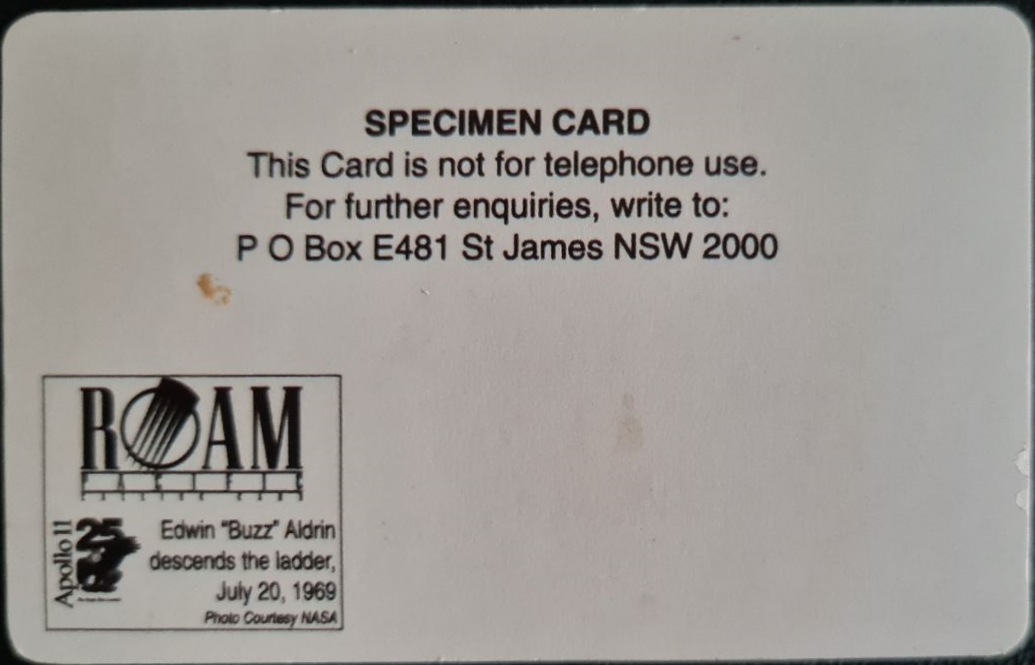 SPECIMEN CARD
This Card is not for telephone use.
For further enquiries, write to:
P O Box E481 St James NSW 2000
ROAM
PACIFIC
Apollo 11
25
Edwin "Buzz" Aldrin
descends the ladder,
July 20, 1969
Photo Courtesy NASA